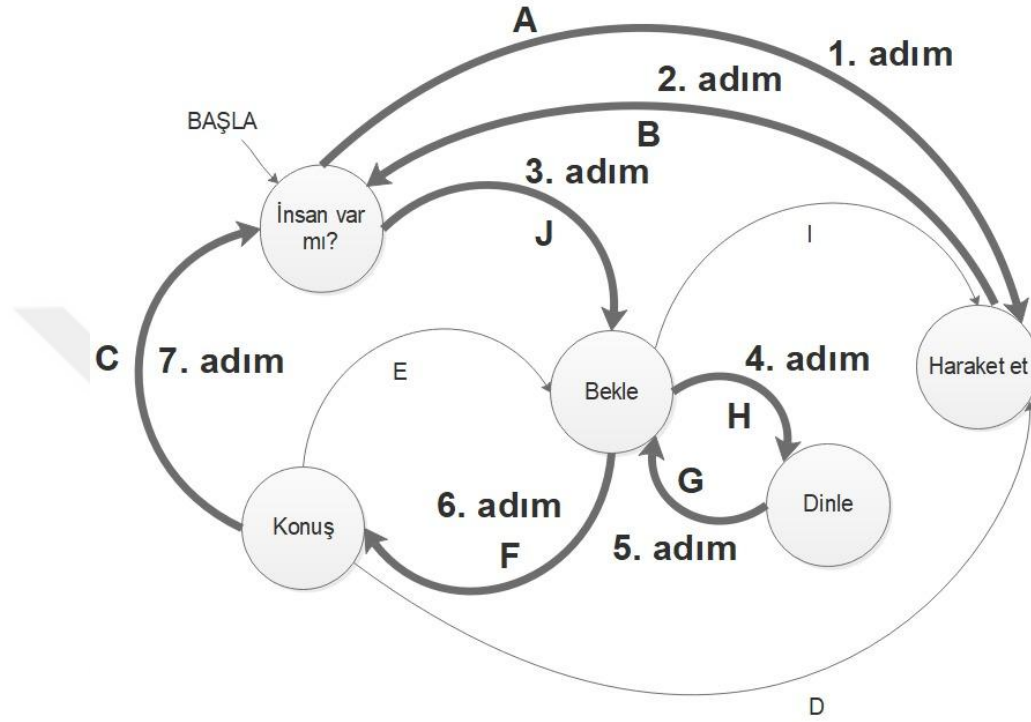 A
1. adım
2. adım
BAŞLA
B
3. adım
İnsan var
mı?
J
I
C
7. adım
E
4. adım
Haraket et
Bekle
H
G
6. adım
Dinle
Konuş
F
5. adım
D